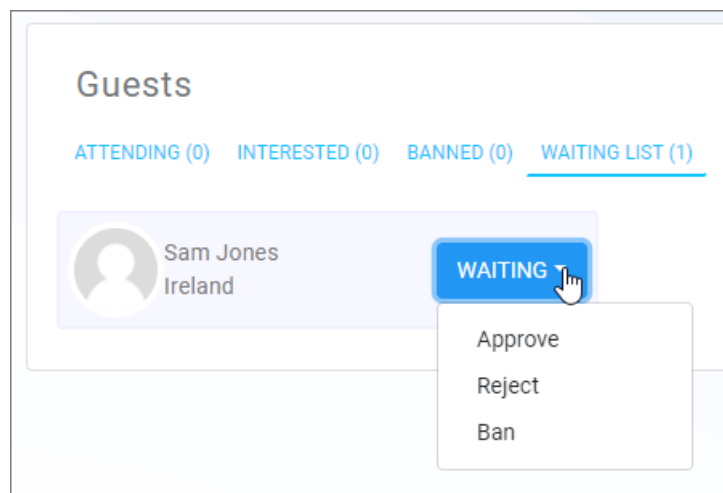 Guests
ATTENDING (0) INTERESTED (0) BANNED (0) WAITING LIST (1)
Sam Jones
Ireland
WAITING
Approve
Reject
Ban